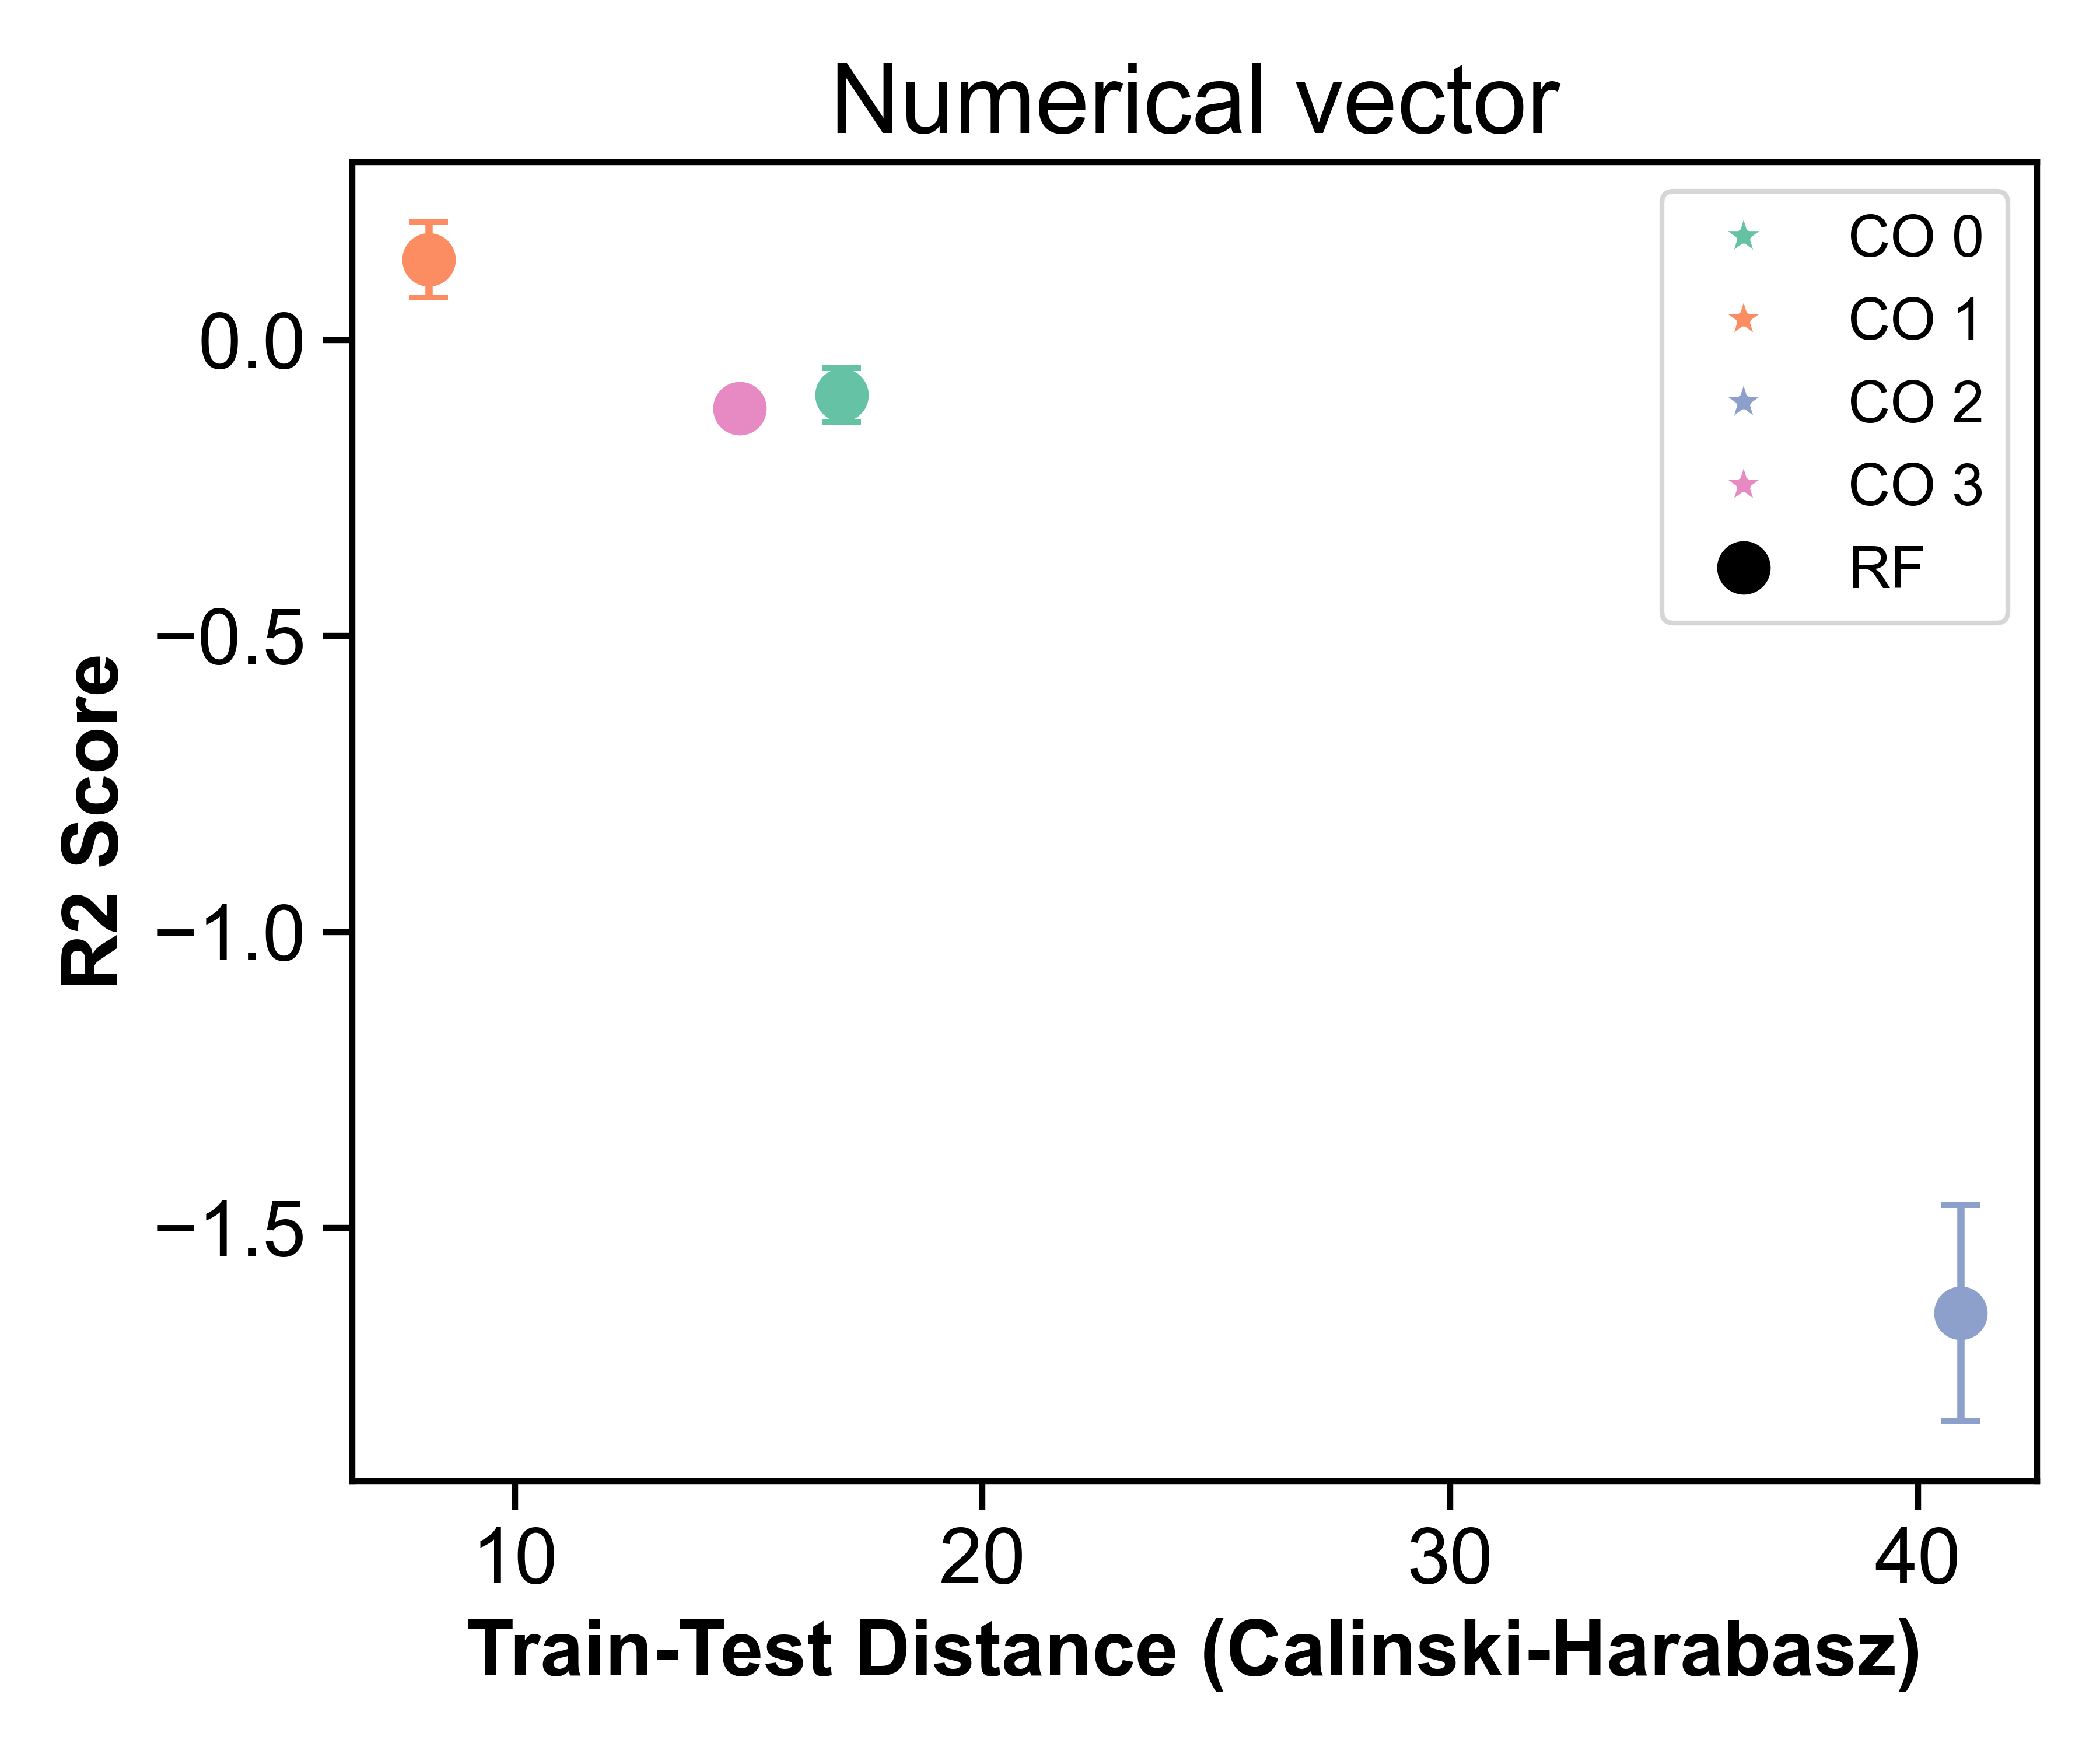 Numerical vector
CO 0
CO 1
CO 2
CO 3
RF
R2 Score
0.0
−0.5
−1.0
−1.5
10 20 30 40
Train-Test Distance (Calinski-Harabasz)